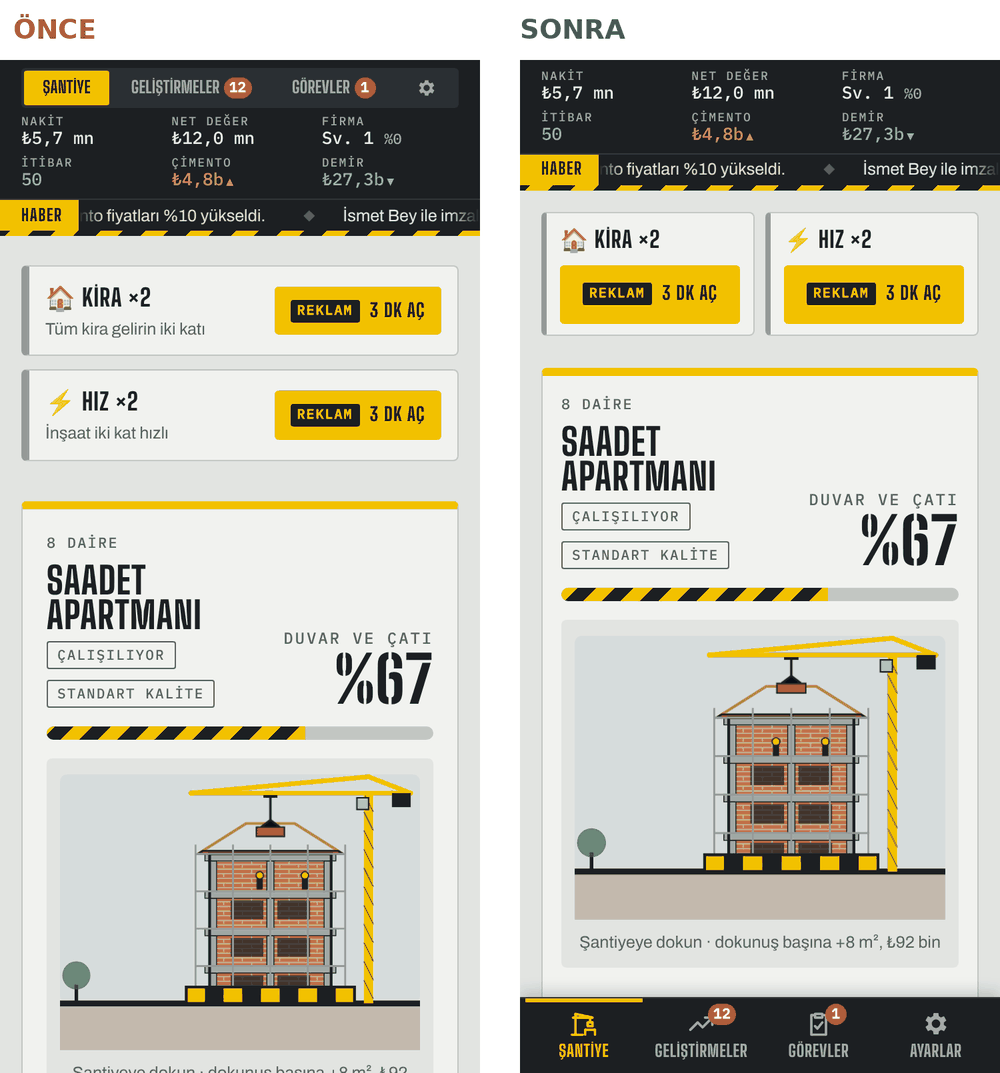 ÖNCE
ŞANTİYE GELİŞTİRMELER 12 GÖREVLER 1
NAKİT NET DEĞER FİRMA
₺5,7 mn ₺12,0 mn Sv. 1 %0
İTİBAR ÇİMENTO DEMİR
50 ₺4,8b▲ ₺27,3b▼
HABER nto fiyatları %10 yükseldi. ◆ İsmet Bey ile imza
🏠 KİRA ×2
Tüm kira gelirin iki katı
REKLAM 3 DK AÇ
⚡ HIZ ×2
İnşaat iki kat hızlı
REKLAM 3 DK AÇ
8 DAİRE
SAADET
APARTMANI
ÇALIŞILIYOR
STANDART KALİTE
DUVAR VE ÇATI
%67
Şantiyeye dokun · dokunuş başına +8 m², ₺92
SONRA
NAKİT NET DEĞER FİRMA
₺5,7 mn ₺12,0 mn Sv. 1 %0
İTİBAR ÇİMENTO DEMİR
50 ₺4,8b▲ ₺27,3b▼
HABER nto fiyatları %10 yükseldi. ◆ İsmet Bey ile imza
🏠 KİRA ×2
REKLAM 3 DK AÇ
⚡ HIZ ×2
REKLAM 3 DK AÇ
8 DAİRE
SAADET
APARTMANI
ÇALIŞILIYOR
STANDART KALİTE
DUVAR VE ÇATI
%67
Şantiyeye dokun · dokunuş başına +8 m², ₺92 bin
12 1
ŞANTİYE GELİŞTİRMELER GÖREVLER AYARLAR